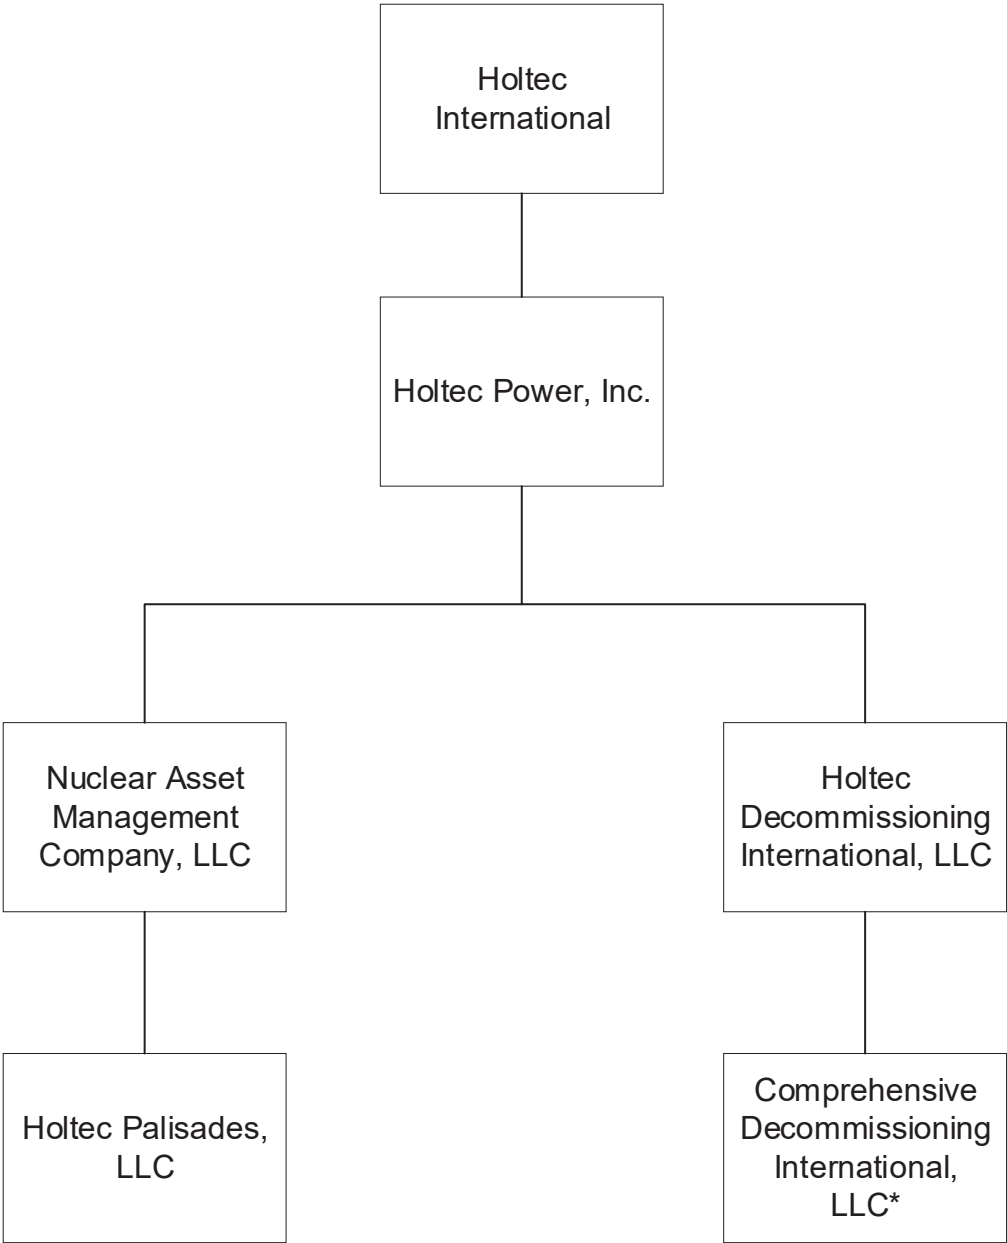 Holtec
International
Holtec Power, Inc.
Nuclear Asset
Management
Company, LLC
Holtec
Decommissioning
International, LLC
Holtec Palisades,
LLC
Comprehensive
Decommissioning
International,
LLC*